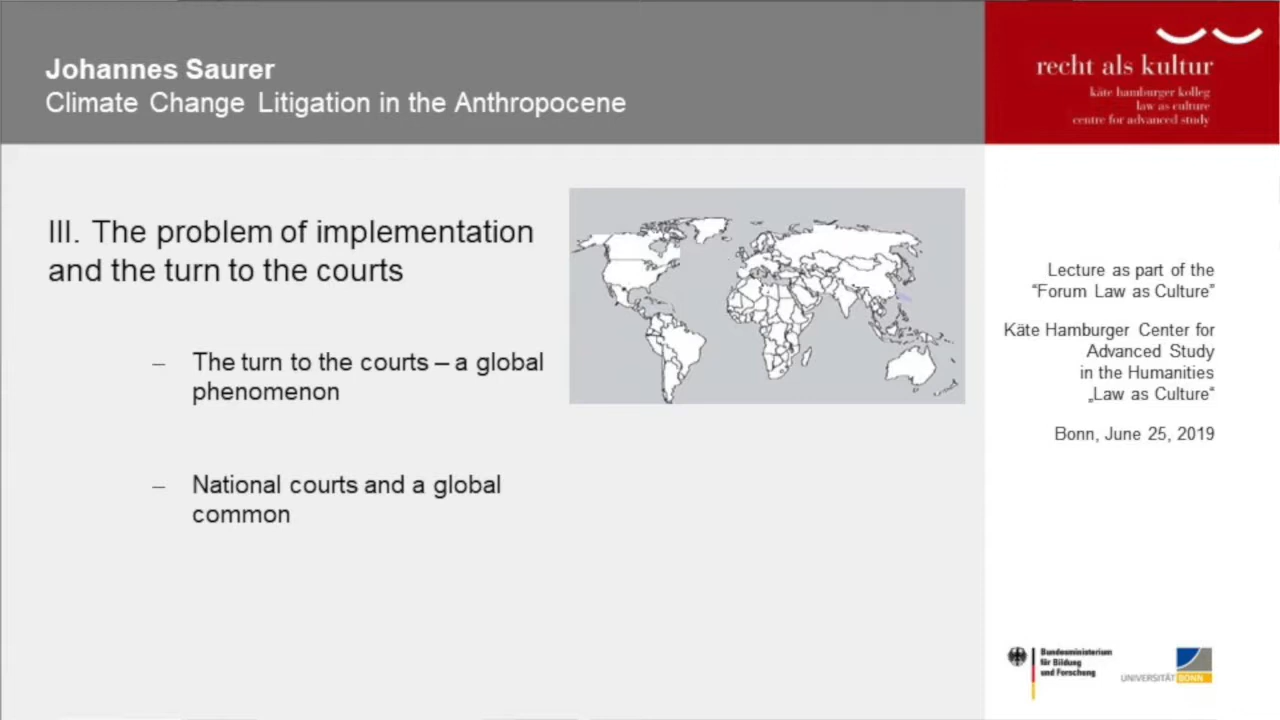 Johannes Saurer
Climate Change Litigation in the Anthropocene
recht als kultur
käte hamburger kolleg
law as culture
centre for advanced study
III. The problem of implementation
and the turn to the courts
– The turn to the courts – a global
phenomenon
– National courts and a global
common
Lecture as part of the
“Forum Law as Culture”
Käte Hamburger Center for
Advanced Study
in the Humanities
„Law as Culture“
Bonn, June 25, 2019
Bundesministerium
für Bildung
und Forschung
UNIVERSITÄT BONN